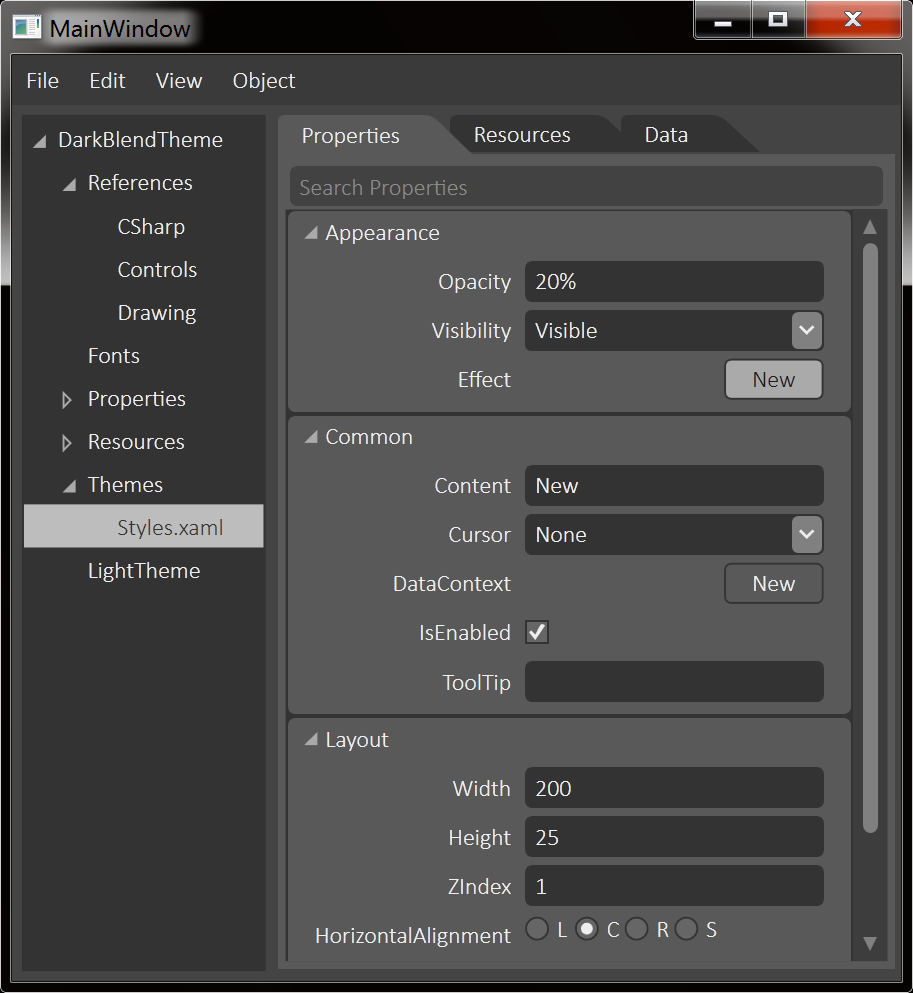 MainWindow
File Edit View Object
DarkBlendTheme
References
CSharp
Controls
Drawing
Fonts
Properties
Resources
Themes
Styles.xaml
LightTheme
Properties Resources Data
Search Properties
Appearance
Opacity 20%
Visibility Visible
Effect New
Common
Content New
Cursor None
DataContext New
IsEnabled
ToolTip
Layout
Width 200
Height 25
ZIndex 1
HorizontalAlignment L C R S